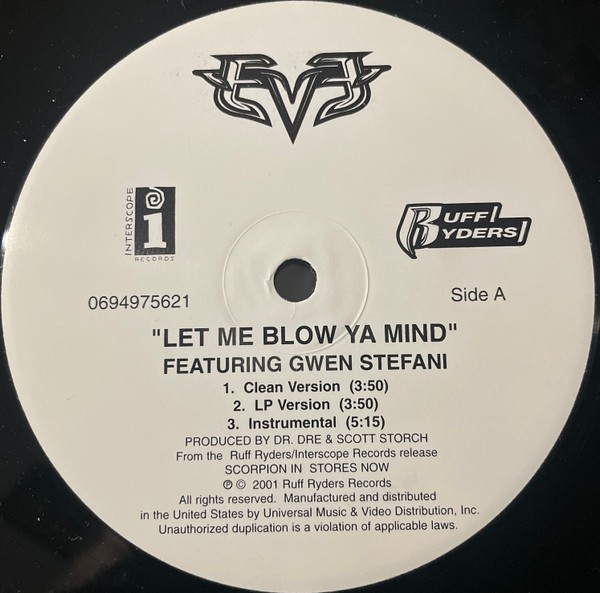 EVE
INTERSCOPE
i
RECORDS
RUFF
RYDERS
0694975621
Side A
"LET ME BLOW YA MIND"
FEATURING GWEN STEFANI
1. Clean Version (3:50)
2. LP Version (3:50)
3. Instrumental (5:15)
PRODUCED BY DR. DRE & SCOTT STORCH
From the Ruff Ryders/Interscope Records release
SCORPION IN STORES NOW
℗ © 2001 Ruff Ryders Records
All rights reserved. Manufactured and distributed
in the United States by Universal Music & Video Distribution, Inc.
Unauthorized duplication is a violation of applicable laws.